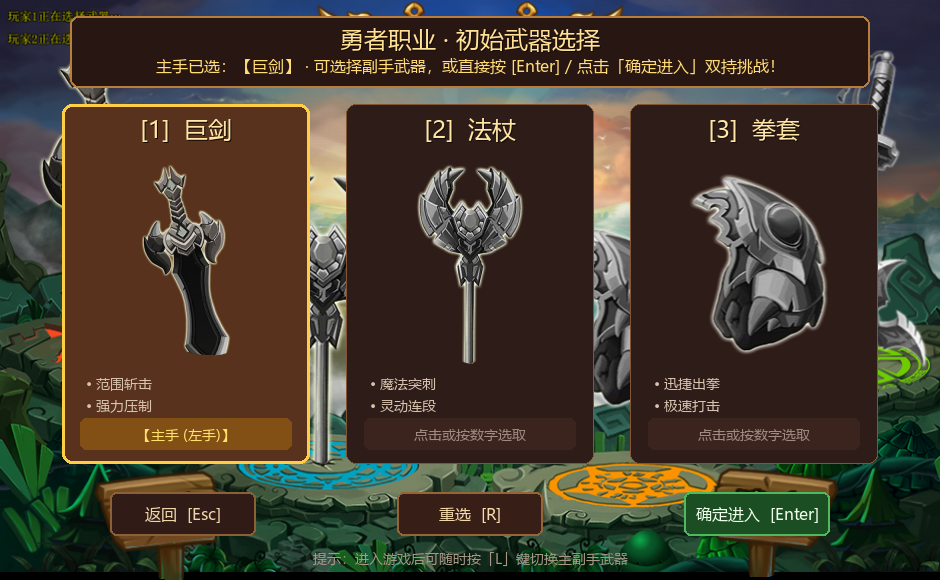 玩家1正在选择武器…
玩家2正在选
勇者职业 · 初始武器选择
主手已选：【巨剑】 · 可选择副手武器，或直接按 [Enter] / 点击「确定进入」双持挑战！
[1] 巨剑
• 范围斩击
• 强力压制
【主手 (左手)】
[2] 法杖
• 魔法突刺
• 灵动连段
点击或按数字选取
[3] 拳套
• 迅捷出拳
• 极速打击
点击或按数字选取
返回 [Esc]
重选 [R]
确定进入 [Enter]
提示：进入游戏后可随时按「L」键切换主副手武器